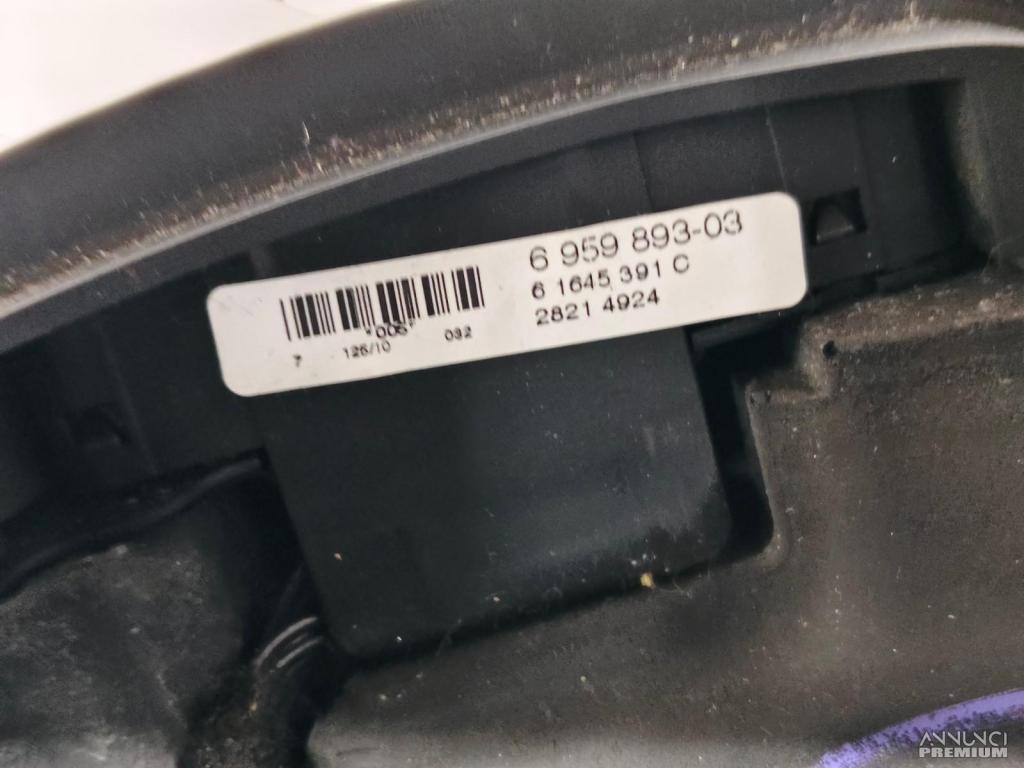 6 959 893-03
6 1645 391 C
2821 4924
*006*
7 126/10 032
ANNUNCI
PREMIUM